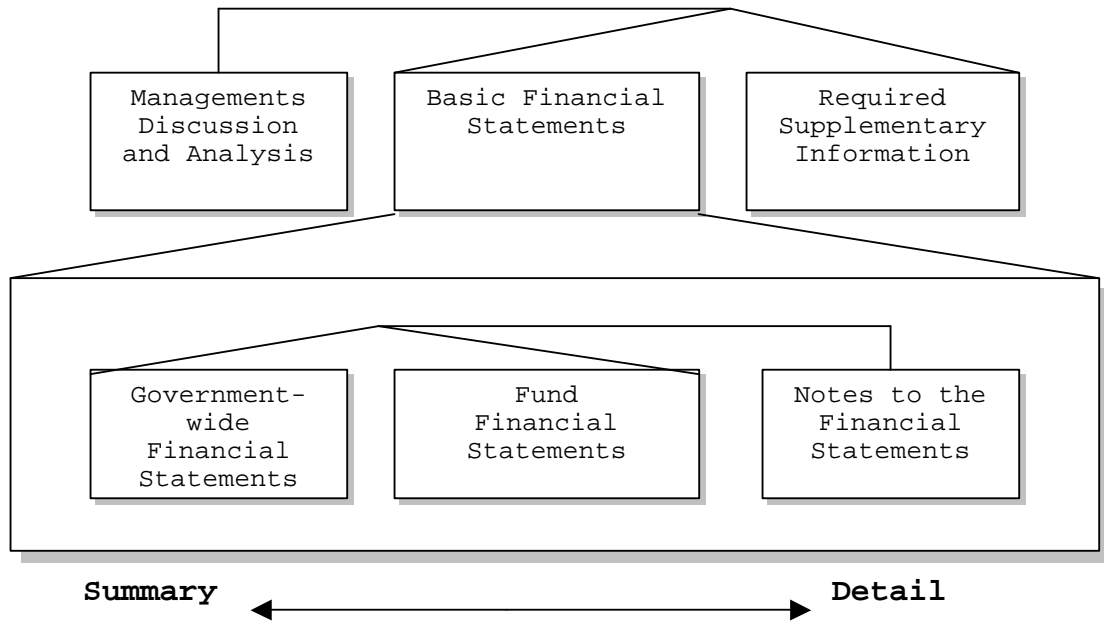 Managements
Discussion
and Analysis
Basic Financial
Statements
Required
Supplementary
Information
Government-
wide
Financial
Statements
Fund
Financial
Statements
Notes to the
Financial
Statements
Summary
Detail